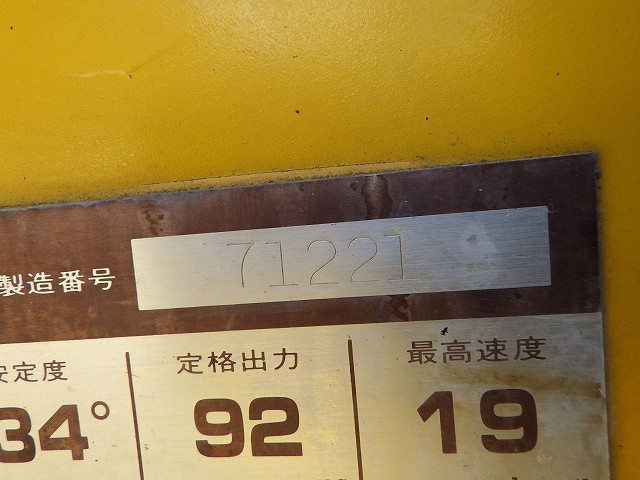 製造番号 71221
安定度 定格出力 最高速度
34° 92 19